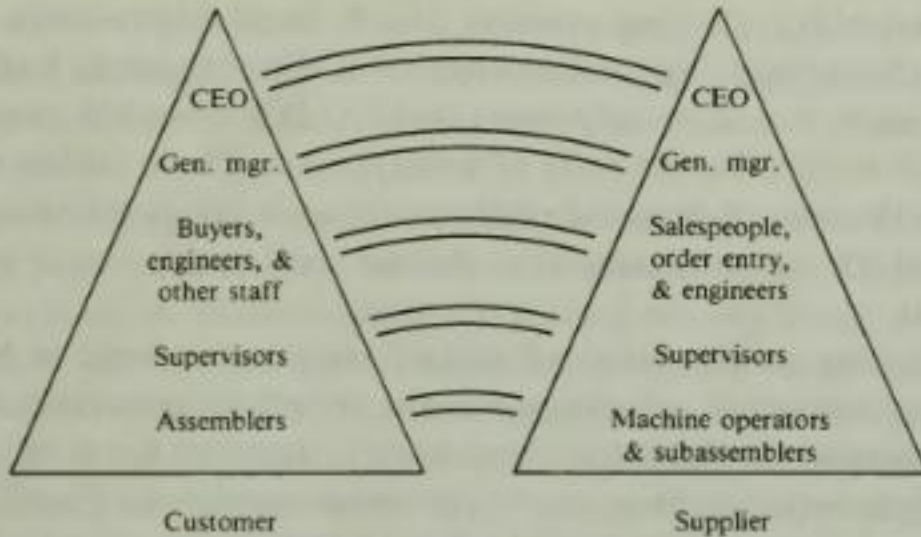 CEO
Gen. mgr.
Buyers,
engineers, &
other staff
Supervisors
Assemblers
Customer
CEO
Gen. mgr.
Salespeople,
order entry,
& engineers
Supervisors
Machine operators
& subassemblers
Supplier